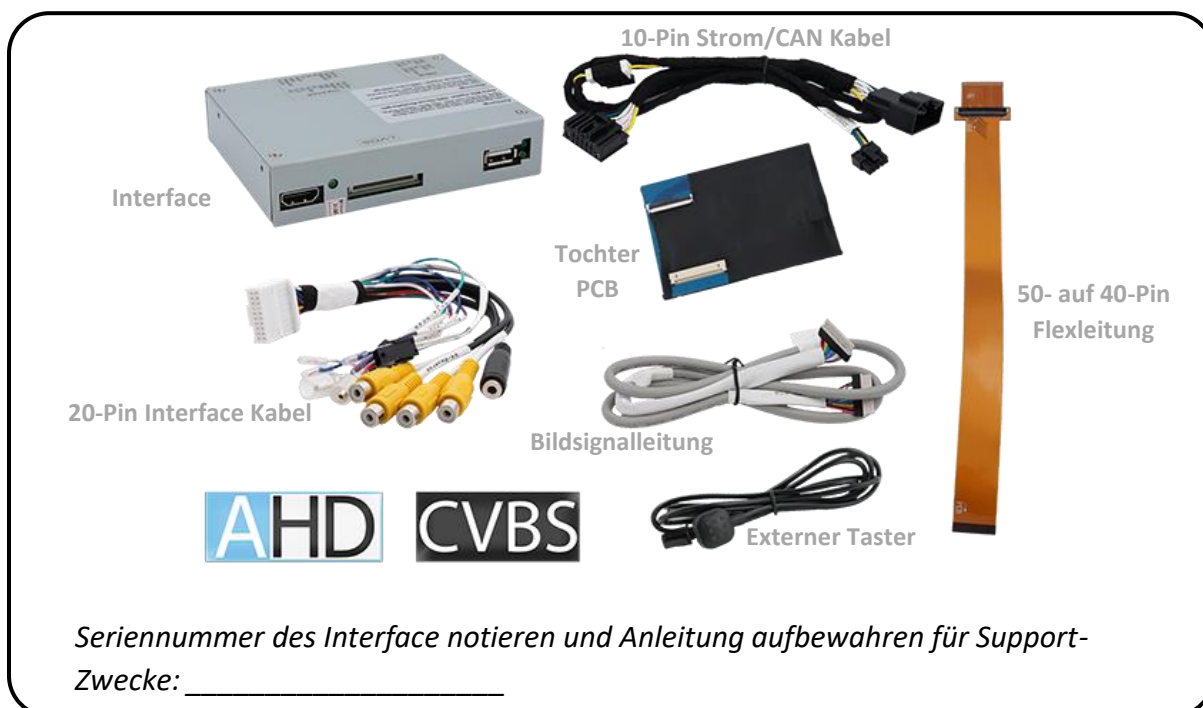 10-Pin Strom/CAN Kabel
Interface
Tochter
PCB
50- auf 40-Pin
Flexleitung
20-Pin Interface Kabel
Bildsignalleitung
AHD
CVBS
Externer Taster
Seriennummer des Interface notieren und Anleitung aufbewahren für Support-
Zwecke: ____________________